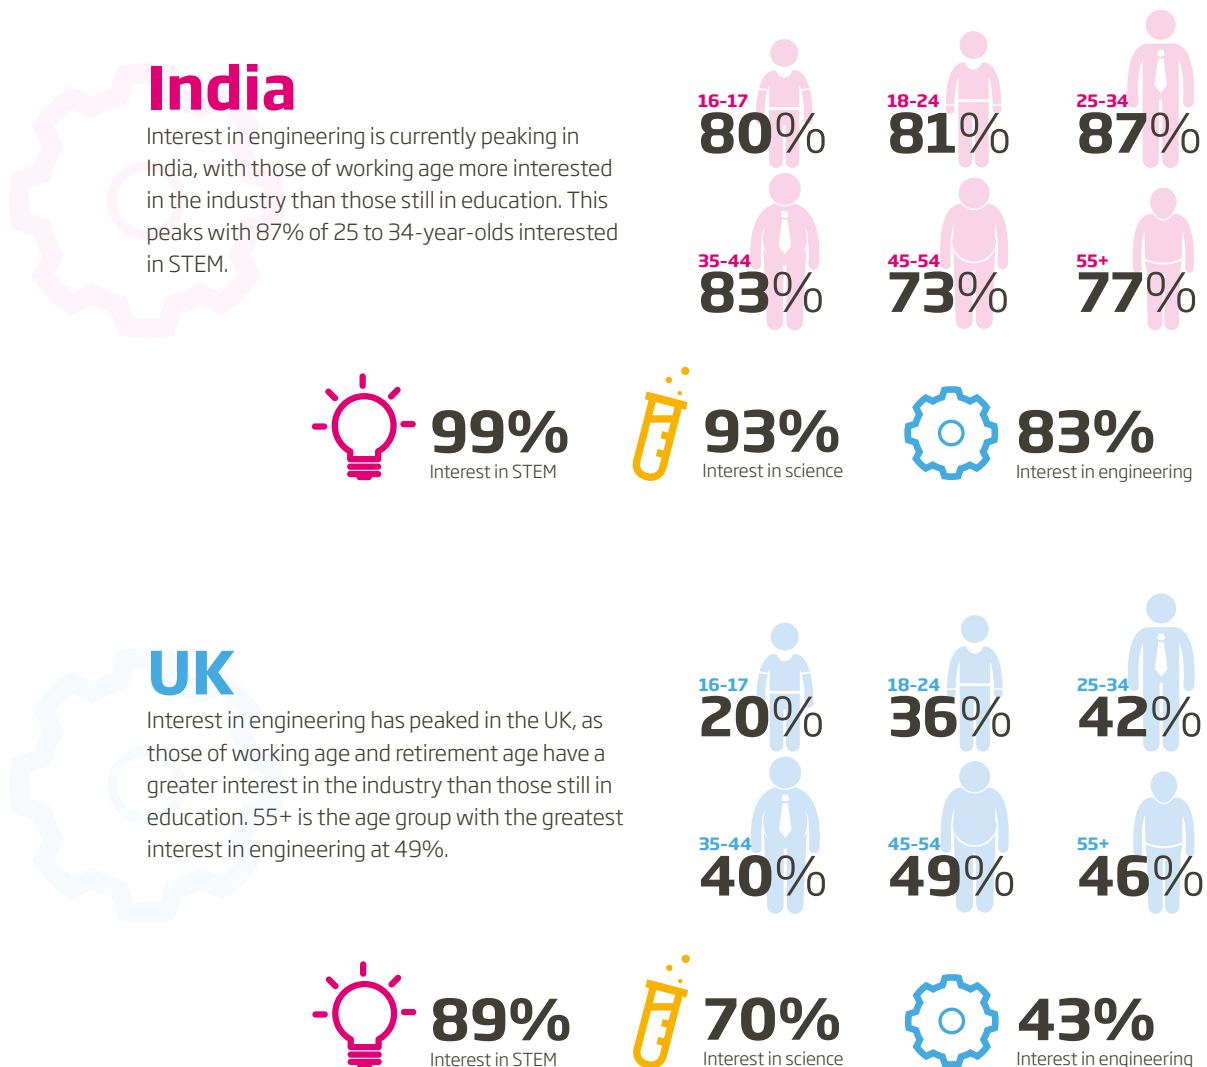 India
Interest in engineering is currently peaking in
India, with those of working age more interested
in the industry than those still in education. This
peaks with 87% of 25 to 34-year-olds interested
in STEM.
16-17
80%
18-24
81%
25-34
87%
35-44
83%
45-54
73%
55+
77%
99%
Interest in STEM
93%
Interest in science
83%
Interest in engineering
UK
Interest in engineering has peaked in the UK, as
those of working age and retirement age have a
greater interest in the industry than those still in
education. 55+ is the age group with the greatest
interest in engineering at 49%.
16-17
20%
18-24
36%
25-34
42%
35-44
40%
45-54
49%
55+
46%
89%
Interest in STEM
70%
Interest in science
43%
Interest in engineering